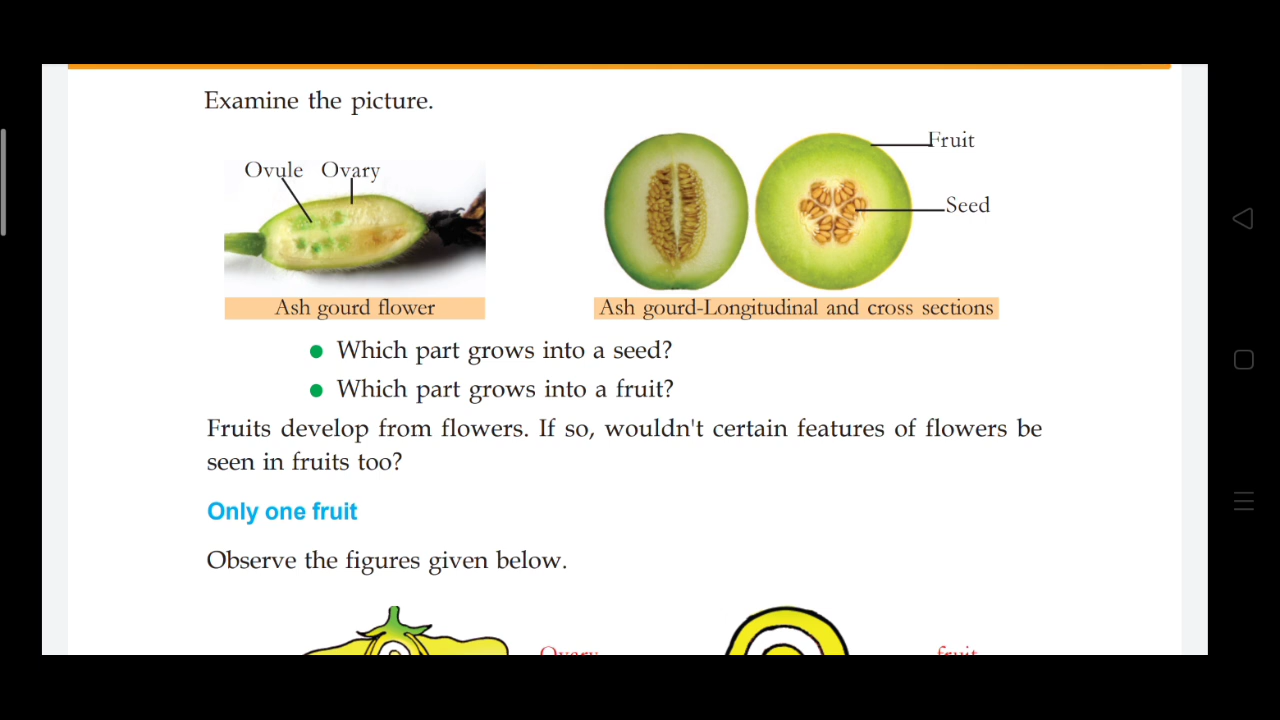 Examine the picture.
Ovule Ovary
Fruit
Seed
Ash gourd flower
Ash gourd-Longitudinal and cross sections
Which part grows into a seed?
Which part grows into a fruit?
Fruits develop from flowers. If so, wouldn't certain features of flowers be
seen in fruits too?
Only one fruit
Observe the figures given below.
Ovary
fruit